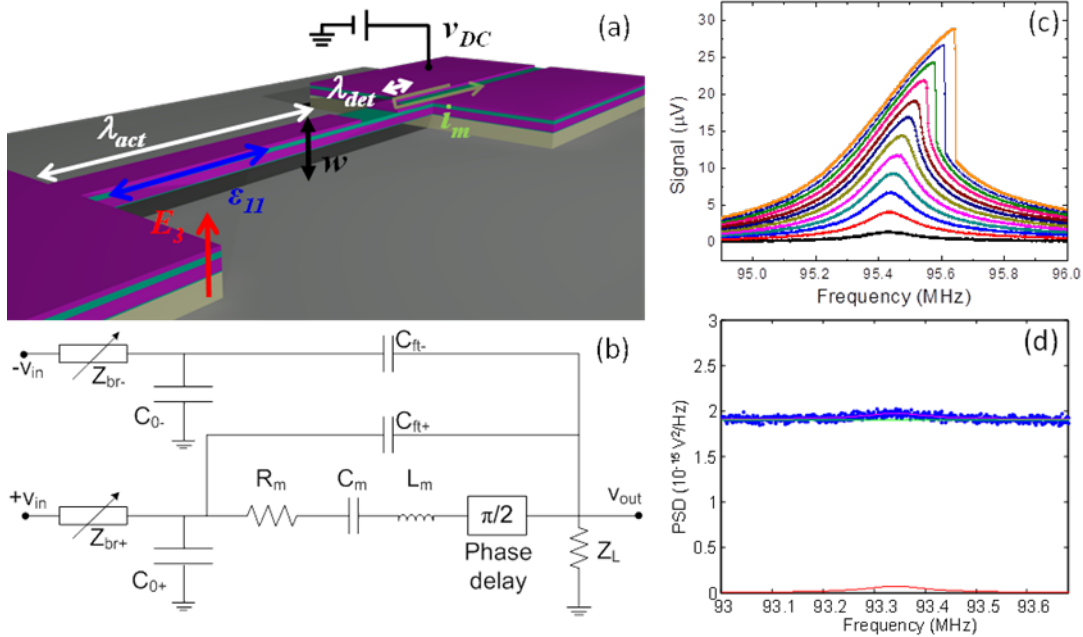 (a)
v_DC
λ_det
λ_act
i_m
w
ε_11
E_3
(b)
-v_in
Z_br-
C_0-
C_ft-
C_ft+
+v_in
Z_br+
C_0+
R_m
C_m
L_m
π/2
Phase
delay
v_out
Z_L
(c)
Signal (μV)
30
25
20
15
10
5
0
95.0 95.2 95.4 95.6 95.8 96.0
Frequency (MHz)
(d)
PSD (10^-16 V^2/Hz)
3
2.5
2
1.5
1
0.5
0
93 93.1 93.2 93.3 93.4 93.5 93.6
Frequency (MHz)